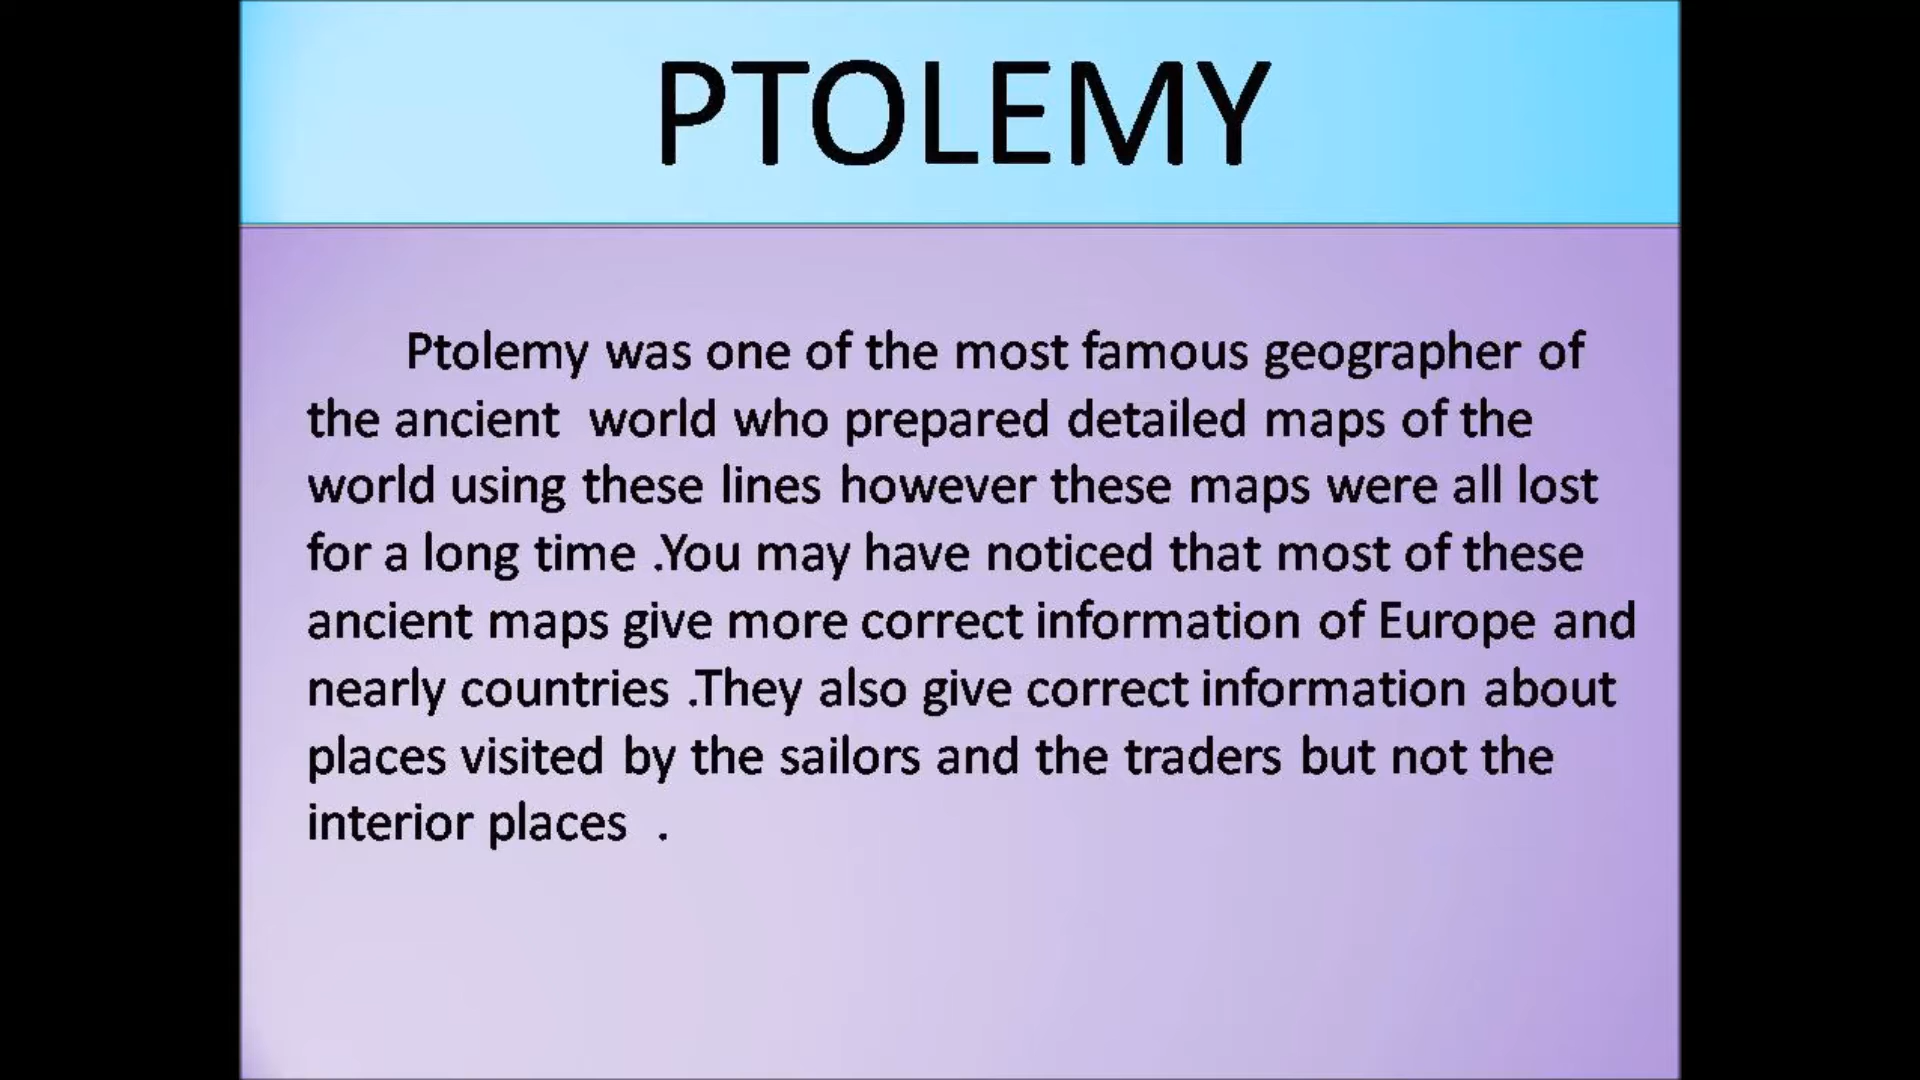 PTOLEMY
Ptolemy was one of the most famous geographer of
the ancient world who prepared detailed maps of the
world using these lines however these maps were all lost
for a long time .You may have noticed that most of these
ancient maps give more correct information of Europe and
nearly countries .They also give correct information about
places visited by the sailors and the traders but not the
interior places .